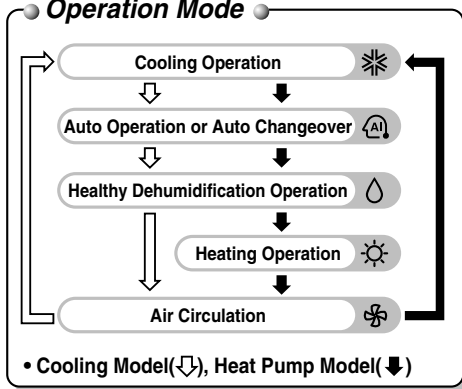 Operation Mode
Cooling Operation
Auto Operation or Auto Changeover
AI
Healthy Dehumidification Operation
Heating Operation
Air Circulation
• Cooling Model(⇩), Heat Pump Model(⬇)